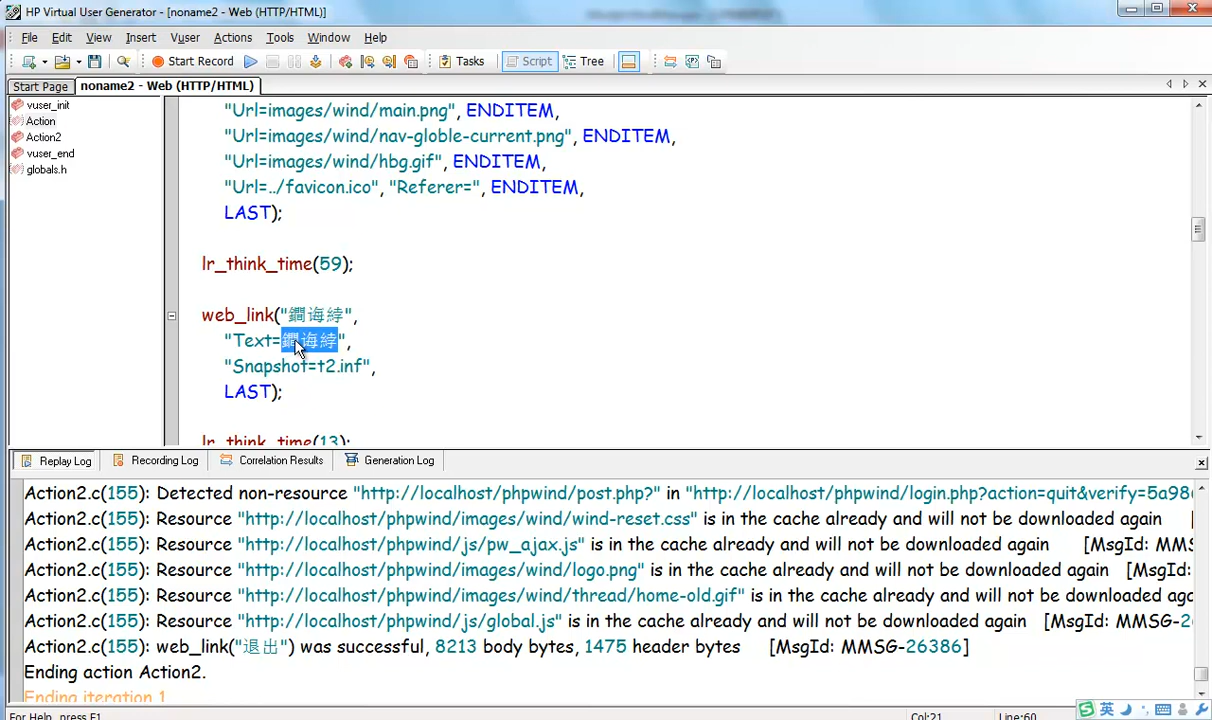 HP Virtual User Generator - [noname2 - Web (HTTP/HTML)]
File Edit View Insert Vuser Actions Tools Window Help
Start Record Tasks Script Tree
Start Page noname2 - Web (HTTP/HTML)
vuser_init
Action
Action2
vuser_end
globals.h
"Url=images/wind/main.png", ENDITEM,
"Url=images/wind/nav-globle-current.png", ENDITEM,
"Url=images/wind/hbg.gif", ENDITEM,
"Url=../favicon.ico", "Referer=", ENDITEM,
LAST);
lr_think_time(59);
web_link("鐧诲綍",
"Text=鐧诲綍",
"Snapshot=t2.inf",
LAST);
lr_think_time(13);
Replay Log Recording Log Correlation Results Generation Log
Action2.c(155): Detected non-resource "http://localhost/phpwind/post.php?" in "http://localhost/phpwind/login.php?action=quit&verify=5a98
Action2.c(155): Resource "http://localhost/phpwind/images/wind/wind-reset.css" is in the cache already and will not be downloaded again [
Action2.c(155): Resource "http://localhost/phpwind/js/pw_ajax.js" is in the cache already and will not be downloaded again [MsgId: MMS
Action2.c(155): Resource "http://localhost/phpwind/images/wind/logo.png" is in the cache already and will not be downloaded again [Ms
Action2.c(155): Resource "http://localhost/phpwind/images/wind/thread/home-old.gif" is in the cache already and will not be downloaded ag
Action2.c(155): Resource "http://localhost/phpwind/js/global.js" is in the cache already and will not be downloaded again [MsgId: MMSG-2
Action2.c(155): web_link("退出") was successful, 8213 body bytes, 1475 header bytes [MsgId: MMSG-26386]
Ending action Action2.
Ending iteration 1
英
For Help, press F1. Col:21 Line:60